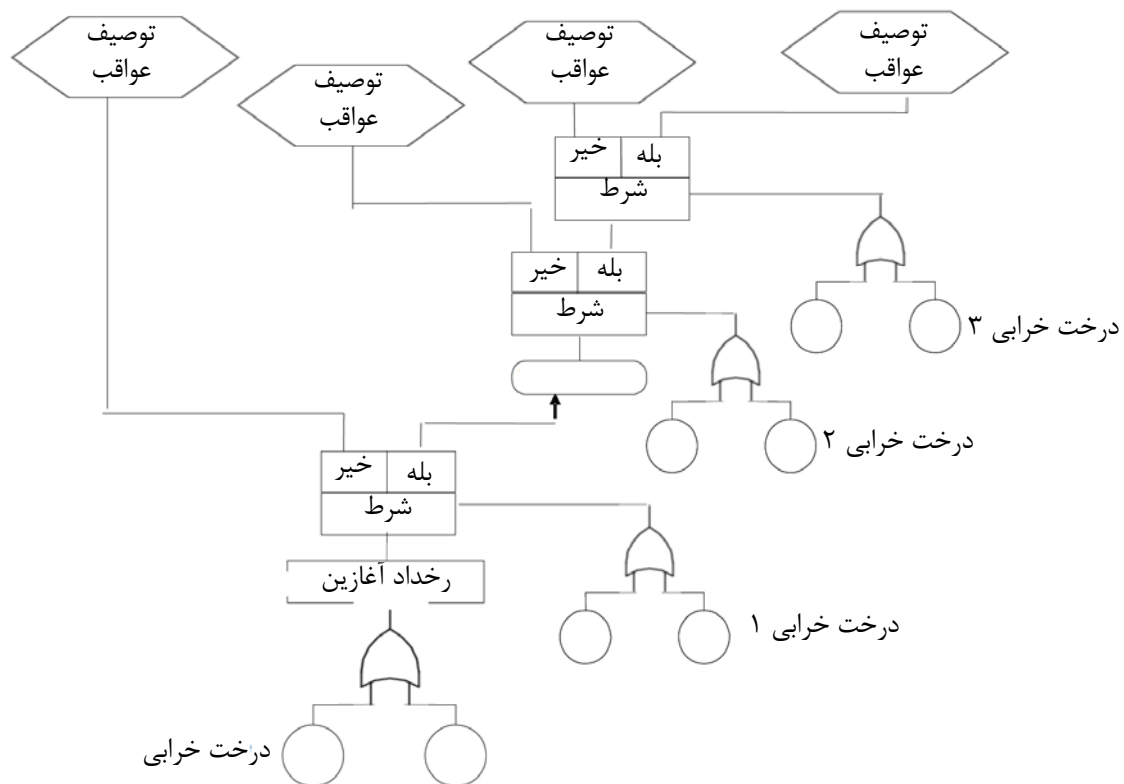 توصیف
عواقب
توصیف
عواقب
توصیف
عواقب
توصیف
عواقب
بله
خیر
شرط
بله
خیر
شرط
درخت خرابی ۳
درخت خرابی ۲
بله
خیر
شرط
رخداد آغازین
درخت خرابی ۱
درخت خرابی